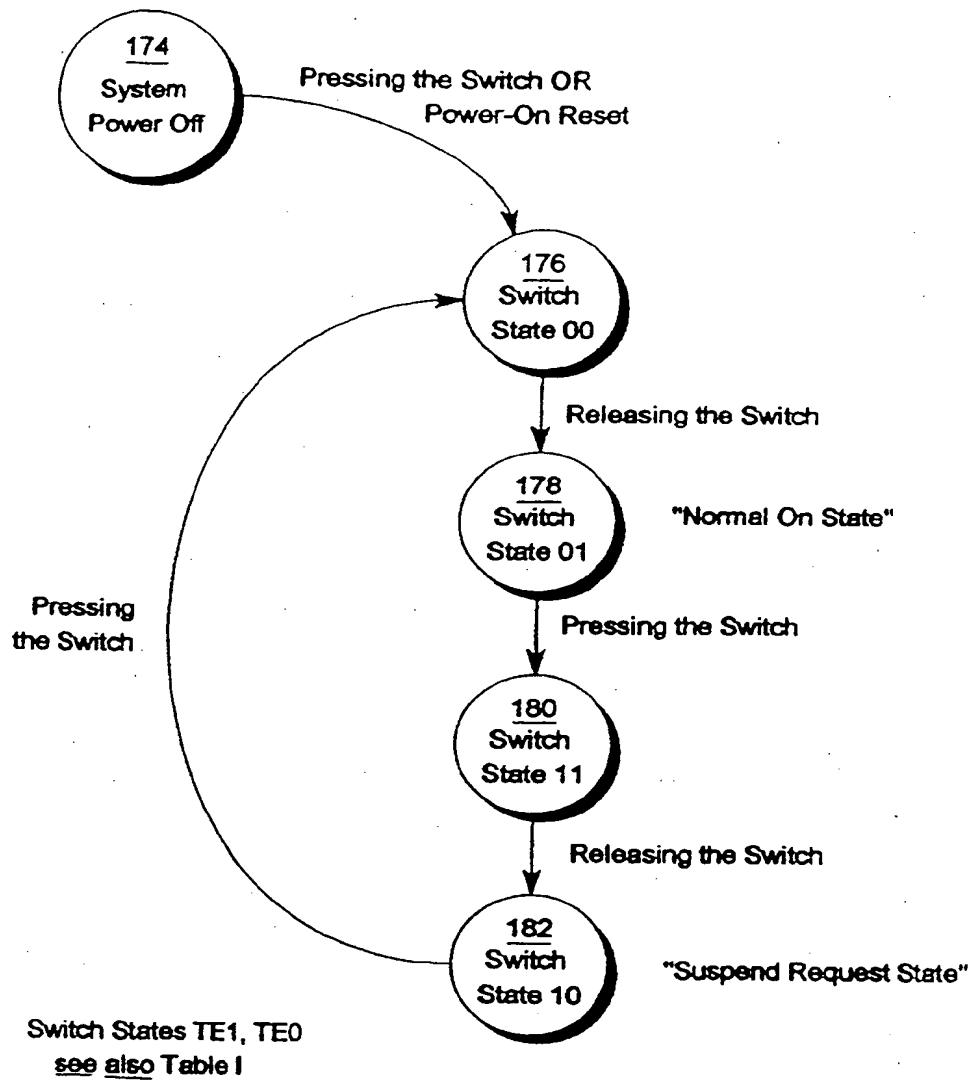 174
System
Power Off
Pressing the Switch OR
Power-On Reset
176
Switch
State 00
Releasing the Switch
178
Switch
State 01
"Normal On State"
Pressing
the Switch
Pressing the Switch
180
Switch
State 11
Releasing the Switch
182
Switch
State 10
"Suspend Request State"
Switch States TE1, TE0
see also Table I